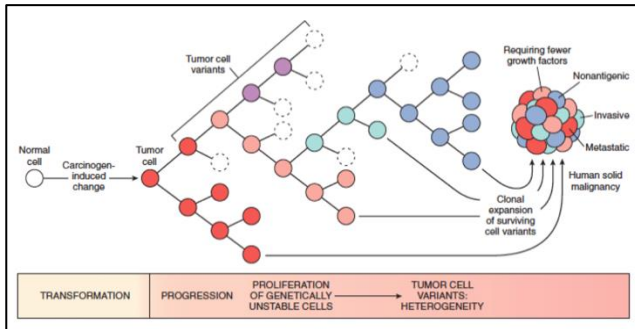 Normal
cell
Carcinogen-
induced
change
Tumor
cell
Tumor cell
variants
Requiring fewer
growth factors
Nonantigenic
Invasive
Metastatic
Human solid
malignancy
Clonal
expansion
of surviving
cell variants
TRANSFORMATION
PROGRESSION
PROLIFERATION
OF GENETICALLY
UNSTABLE CELLS
TUMOR CELL
VARIANTS:
HETEROGENEITY